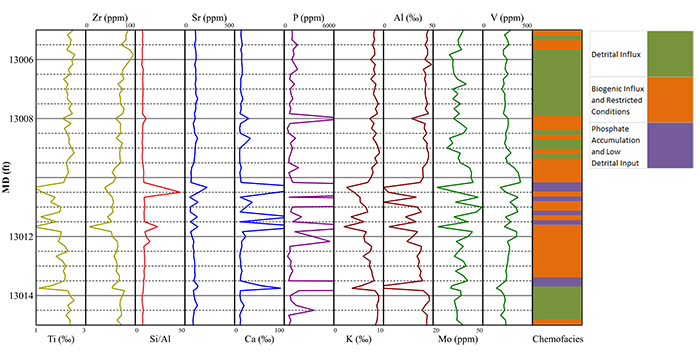 Zr (ppm) Sr (ppm) P (ppm) Al (‰) V (ppm)
0 100 0 500 0 6000 0 50 0 500
MD (ft)
13006
13008
13012
13014
1 3 0 50 0 100 0 10 20 50
Ti (‰) Si/Al Ca (‰) K (‰) Mo (ppm) Chemofacies
Detrital Influx
Biogenic Influx
and Restricted
Conditions
Phosphate
Accumulation
and Low
Detrital Input